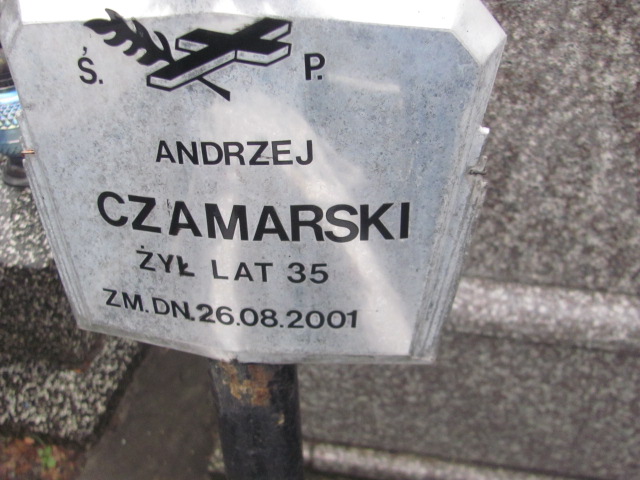 Ś. P.
ANDRZEJ
CZAMARSKI
ŻYŁ LAT 35
ZM.DN.26.08.2001